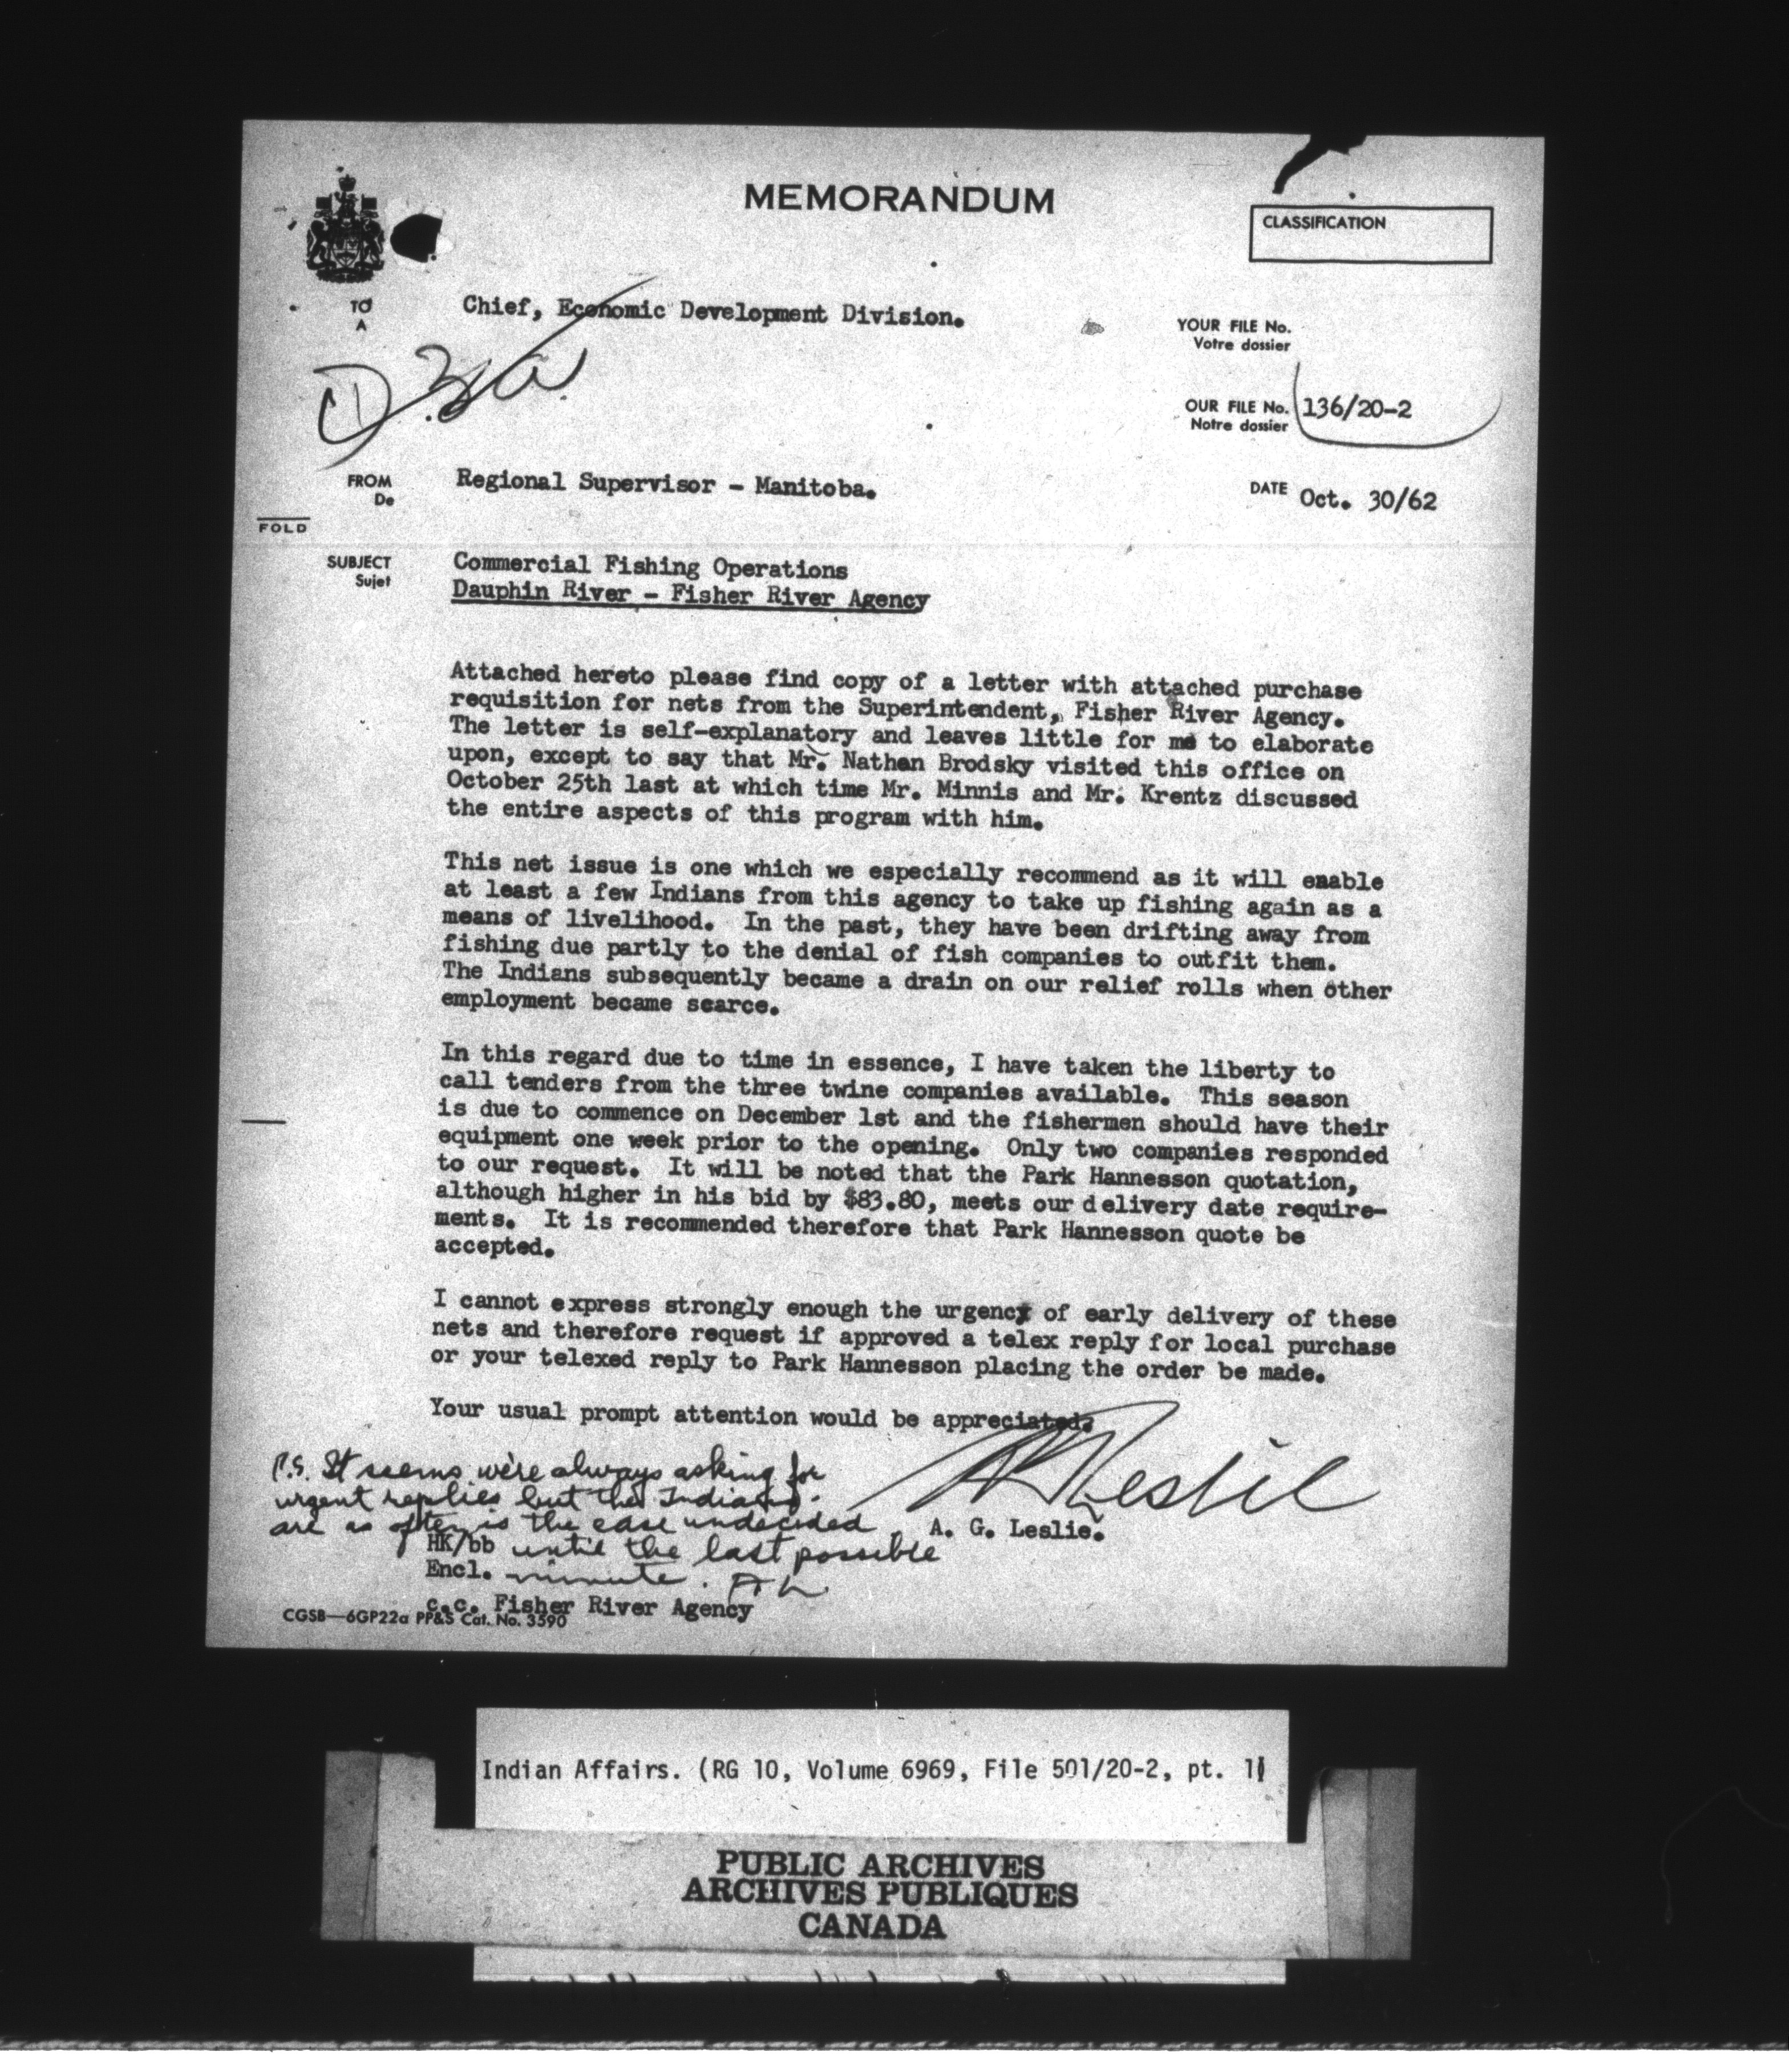 MEMORANDUM
CLASSIFICATION
TO
A
Chief, Economic Development Division.
YOUR FILE No.
Votre dossier
OUR FILE No. 136/20-2
Notre dossier
FROM
De
Regional Supervisor - Manitoba.
DATE Oct. 30/62
FOLD
SUBJECT
Sujet
Commercial Fishing Operations
Dauphin River - Fisher River Agency
Attached hereto please find copy of a letter with attached purchase
requisition for nets from the Superintendent, Fisher River Agency.
The letter is self-explanatory and leaves little for me to elaborate
upon, except to say that Mr. Nathan Brodsky visited this office on
October 25th last at which time Mr. Minnis and Mr. Krentz discussed
the entire aspects of this program with him.
This net issue is one which we especially recommend as it will enable
at least a few Indians from this agency to take up fishing again as a
means of livelihood. In the past, they have been drifting away from
fishing due partly to the denial of fish companies to outfit them.
The Indians subsequently became a drain on our relief rolls when other
employment became scarce.
In this regard due to time in essence, I have taken the liberty to
call tenders from the three twine companies available. This season
is due to commence on December 1st and the fishermen should have their
equipment one week prior to the opening. Only two companies responded
to our request. It will be noted that the Park Hannesson quotation,
although higher in his bid by $83.80, meets our delivery date require-
ments. It is recommended therefore that Park Hannesson quote be
accepted.
I cannot express strongly enough the urgency of early delivery of these
nets and therefore request if approved a telex reply for local purchase
or your telexed reply to Park Hannesson placing the order be made.
Your usual prompt attention would be appreciated.
P.S. It seems we're always asking for
urgent replies but the Indians
are as often is the case undecided
until the last possible
minute. AL
Leslie
A. G. Leslie.
HK/bb
Encl.
c.c. Fisher River Agency
CGSB—6GP22a PP&S Cat. No. 3590
Indian Affairs. (RG 10, Volume 6969, File 501/20-2, pt. 1)
PUBLIC ARCHIVES
ARCHIVES PUBLIQUES
CANADA